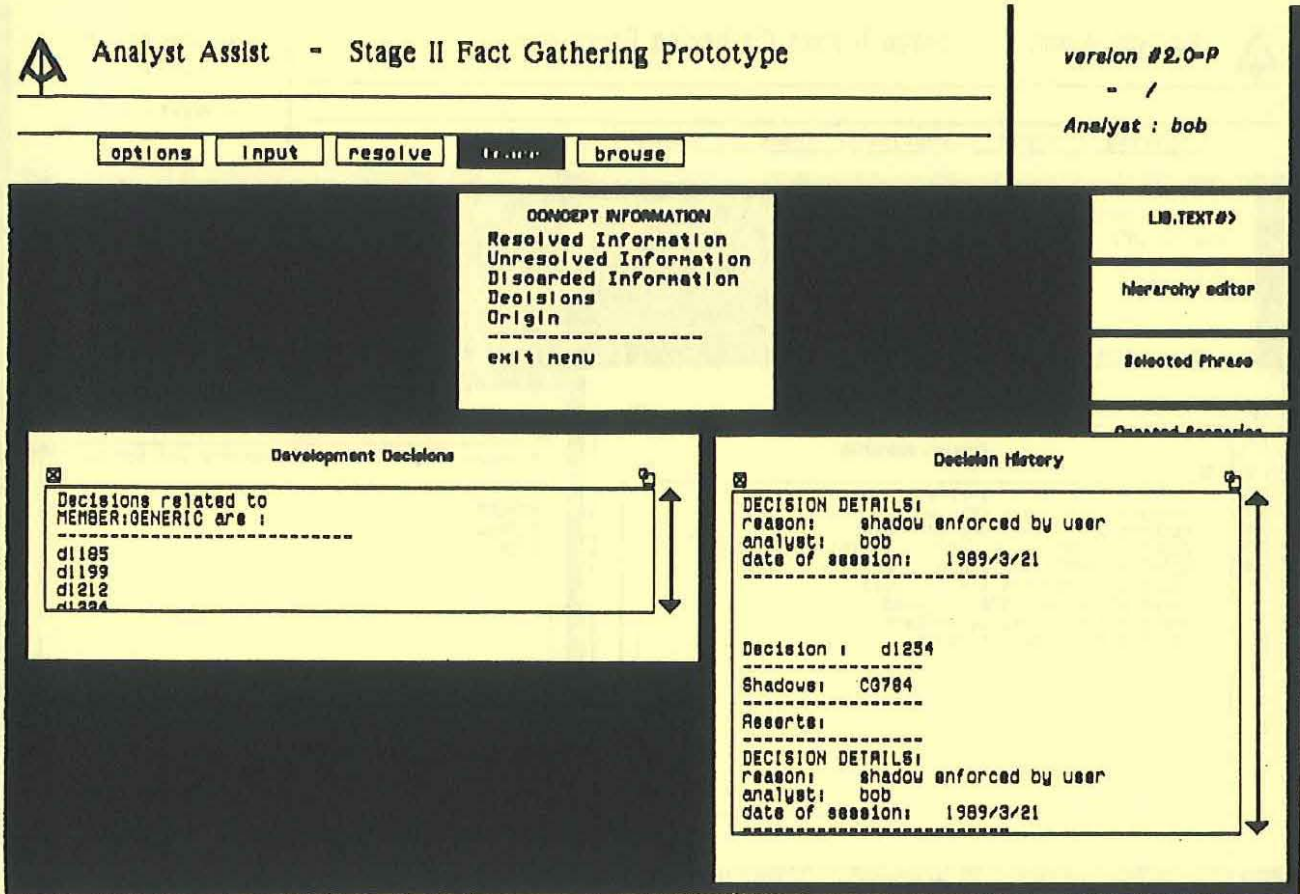 Analyst Assist - Stage II Fact Gathering Prototype
version #2.0-P
- /
Analyst : bob
options
input
resolve
browse
CONCEPT INFORMATION
Resolved Information
Unresolved Information
Discarded Information
Decisions
Origin
----------------------
exit menu
LIB.TEXT#>
hierarchy editor
Selected Phrase
Development Decisions
Decisions related to
MEMBER:GENERIC are :
----------------------------
d1185
d1199
d1212
Decision History
DECISION DETAILS:
reason: shadow enforced by user
analyst: bob
date of session: 1989/3/21
-------------------------
Decision : d1254
-----------------
Shadows: CG784
-----------------
Asserts:
-----------------
DECISION DETAILS:
reason: shadow enforced by user
analyst: bob
date of session: 1989/3/21
-------------------------